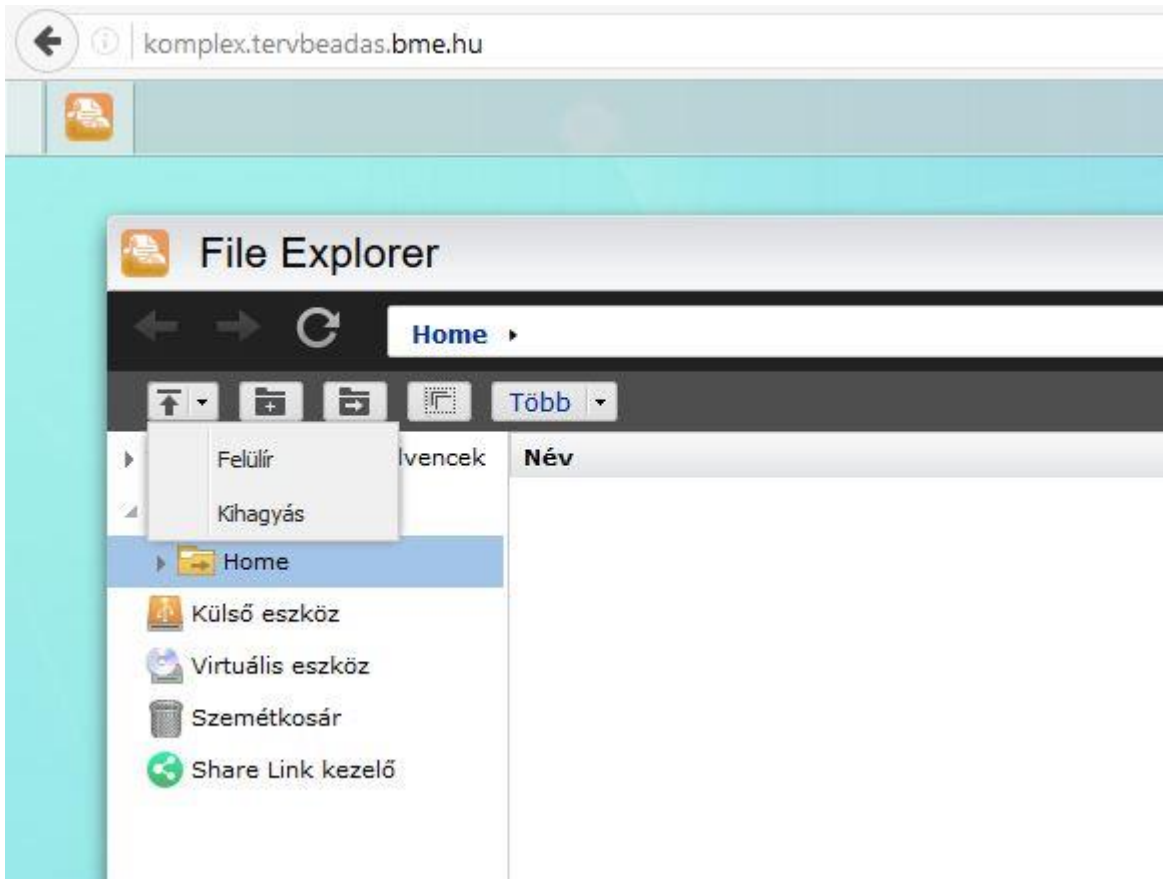 komplex.tervbeadas.bme.hu
File Explorer
Home
Több
Felülír
lvencek
Név
Kihagyás
Home
Külső eszköz
Virtuális eszköz
Szemétkosár
Share Link kezelő